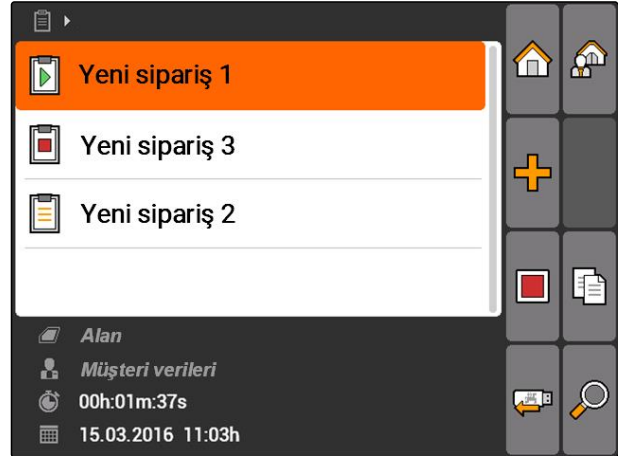 Yeni sipariş 1
Yeni sipariş 3
Yeni sipariş 2
Alan
Müşteri verileri
00h:01m:37s
15.03.2016 11:03h